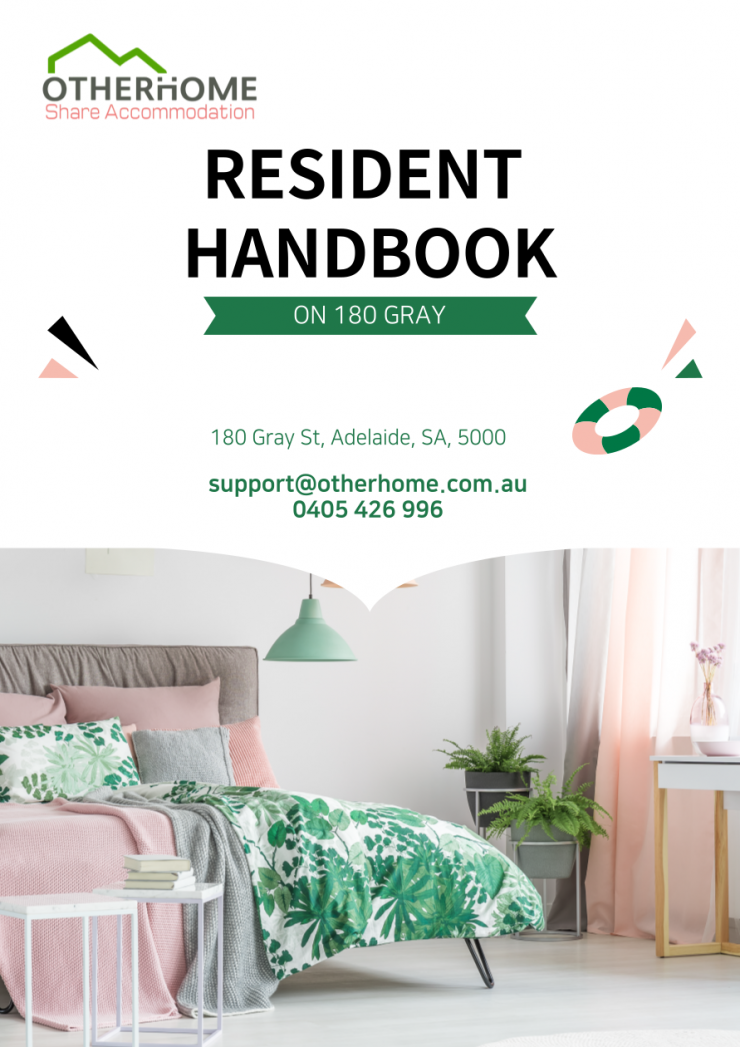 OTHERHOME
Share Accommodation
RESIDENT
HANDBOOK
ON 180 GRAY
180 Gray St, Adelaide, SA, 5000
support@otherhome.com.au
0405 426 996